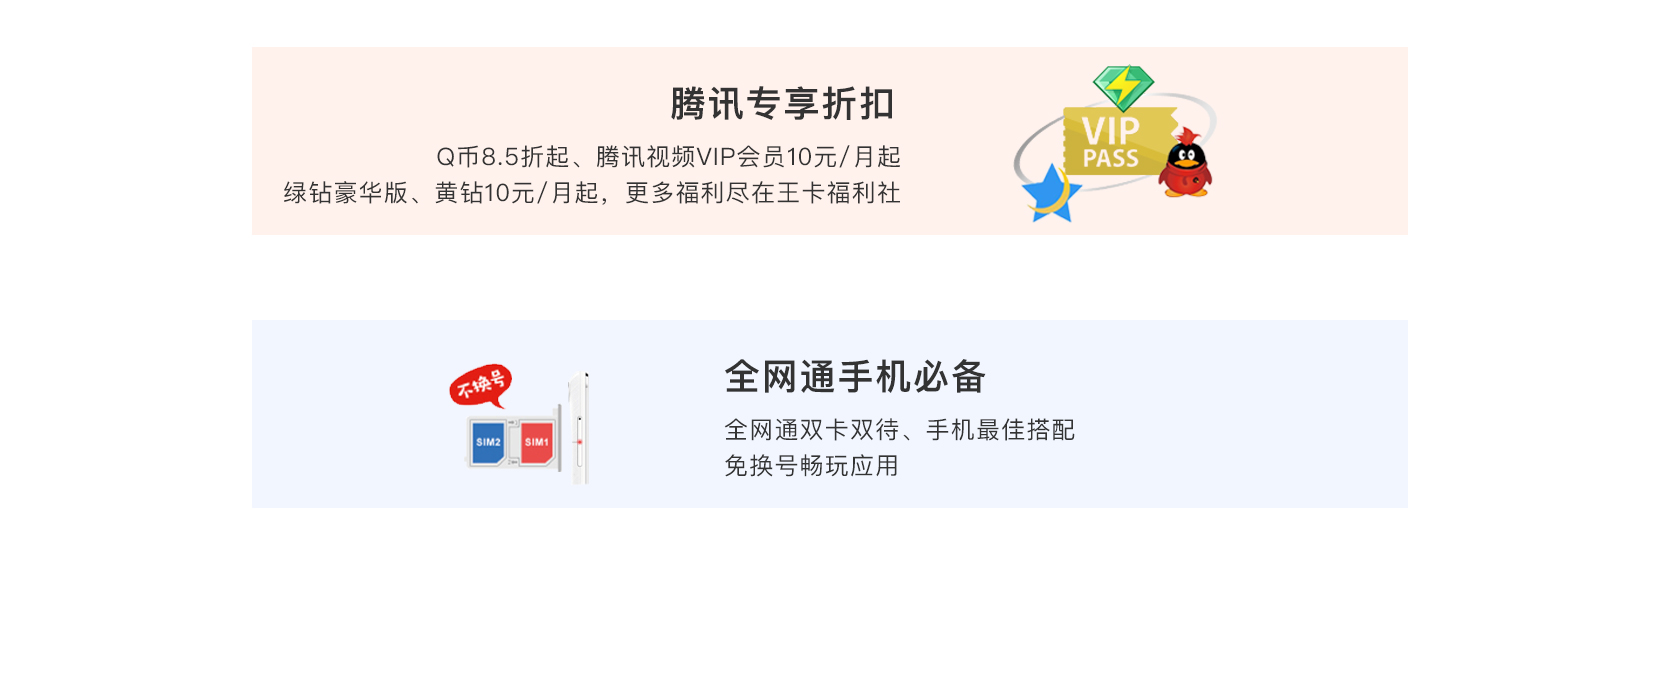 腾讯专享折扣
Q币8.5折起、腾讯视频VIP会员10元/月起
绿钻豪华版、黄钻10元/月起，更多福利尽在王卡福利社
VIP
PASS
全网通手机必备
全网通双卡双待、手机最佳搭配
免换号畅玩应用
不换号
SIM2
SIM1